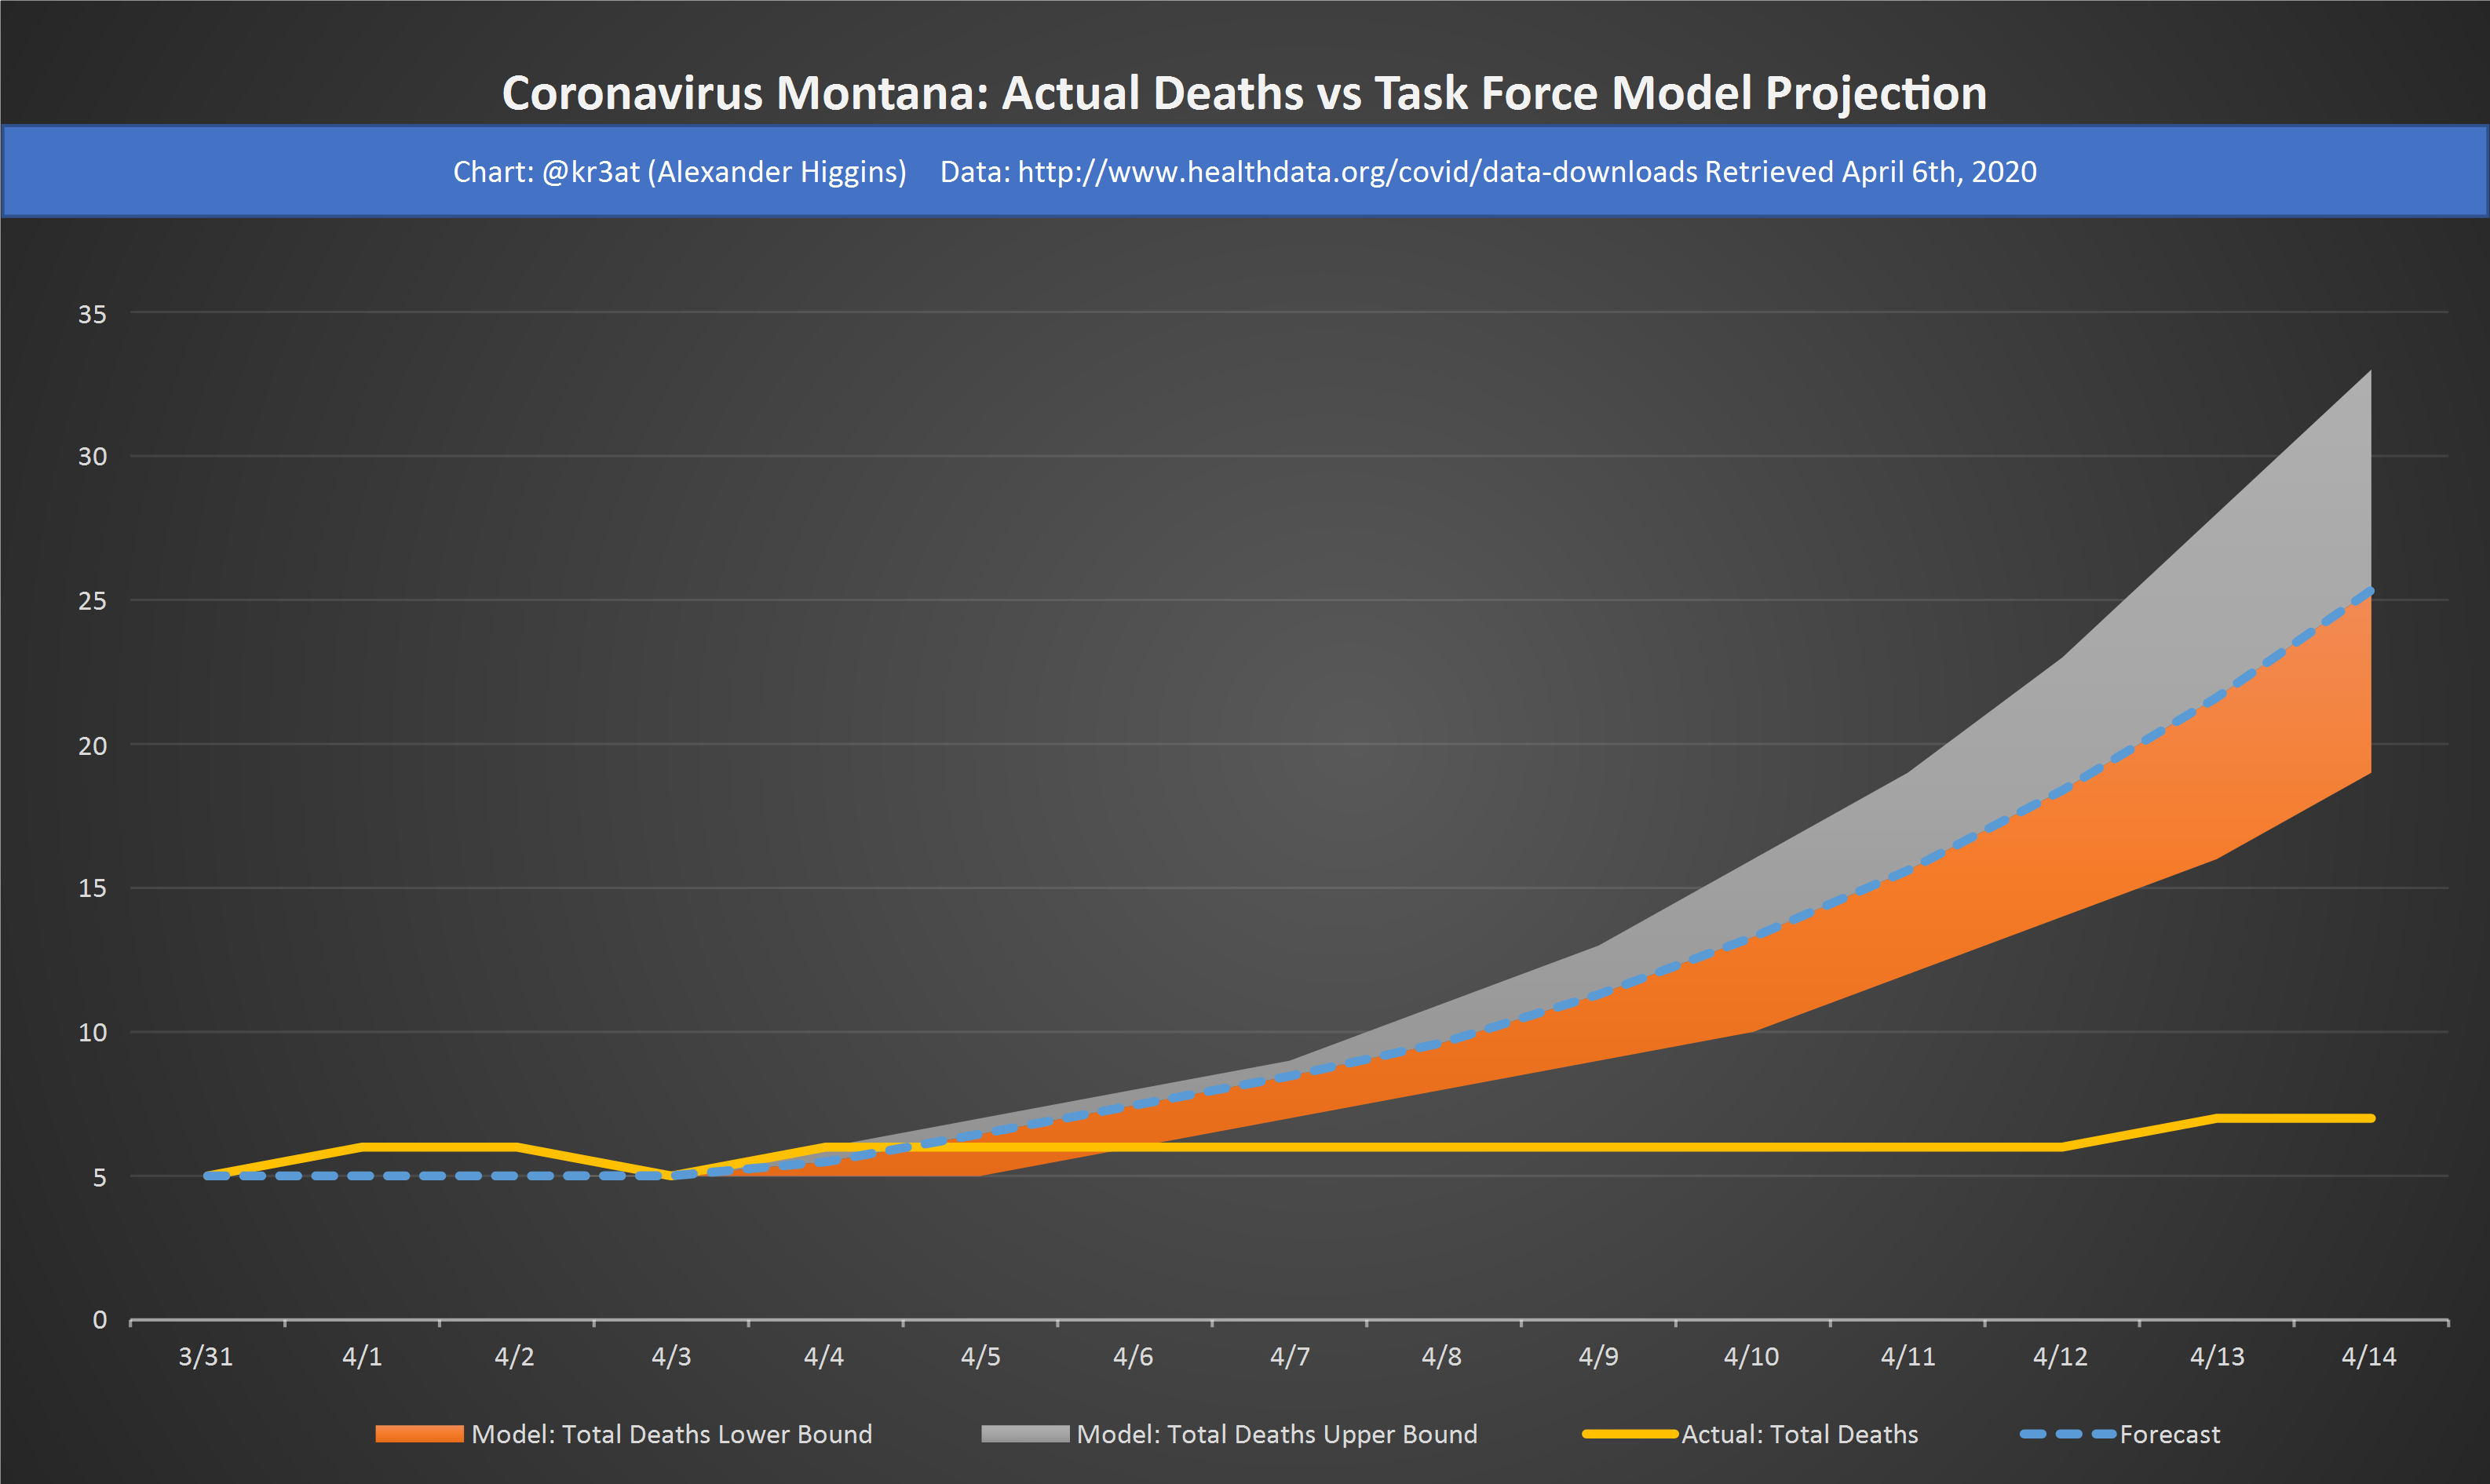 Coronavirus Montana: Actual Deaths vs Task Force Model Projection
Chart: @kr3at (Alexander Higgins) Data: http://www.healthdata.org/covid/data-downloads Retrieved April 6th, 2020
35
30
25
20
15
10
5
0
3/31 4/1 4/2 4/3 4/4 4/5 4/6 4/7 4/8 4/9 4/10 4/11 4/12 4/13 4/14
Model: Total Deaths Lower Bound Model: Total Deaths Upper Bound Actual: Total Deaths Forecast